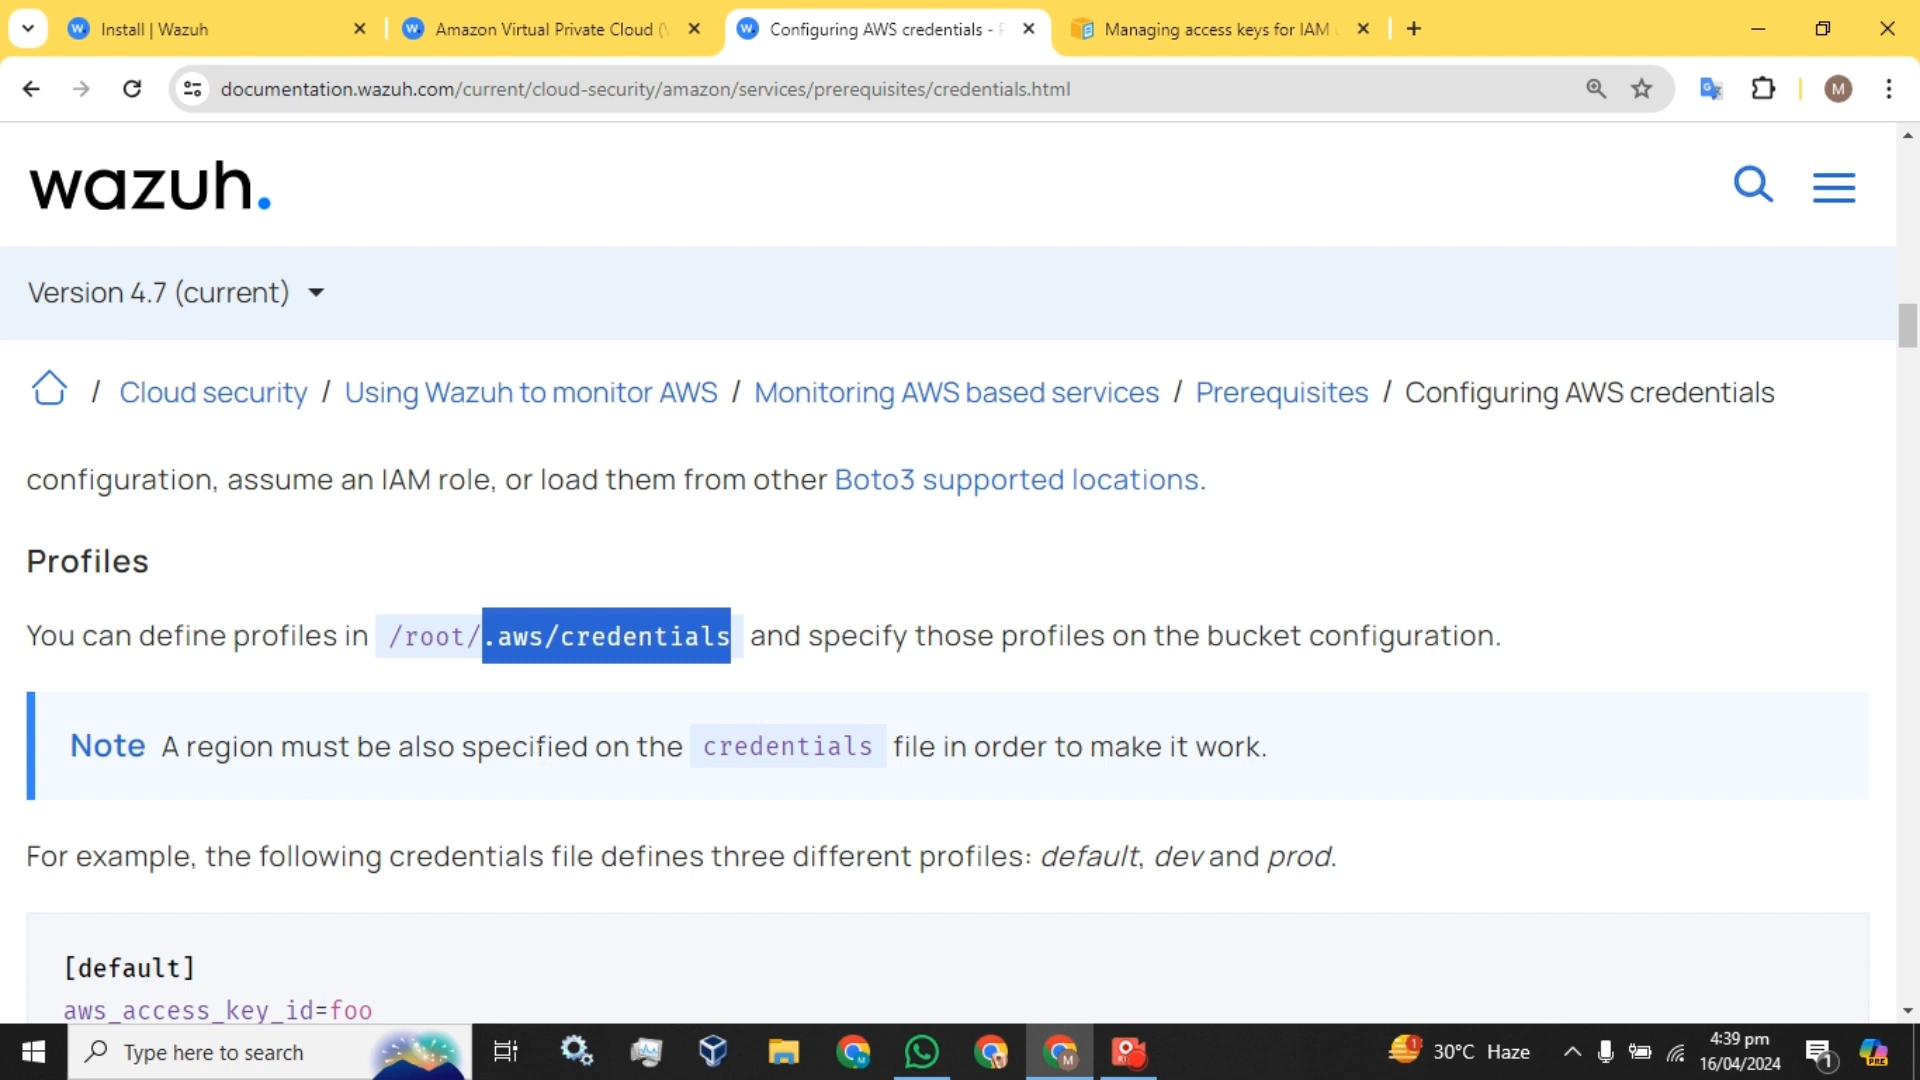 Install | Wazuh
Amazon Virtual Private Cloud (V
Configuring AWS credentials - P
Managing access keys for IAM u
documentation.wazuh.com/current/cloud-security/amazon/services/prerequisites/credentials.html
M
wazuh.
Version 4.7 (current)
/ Cloud security / Using Wazuh to monitor AWS / Monitoring AWS based services / Prerequisites / Configuring AWS credentials
configuration, assume an IAM role, or load them from other Boto3 supported locations.
Profiles
You can define profiles in /root/.aws/credentials and specify those profiles on the bucket configuration.
Note A region must be also specified on the credentials file in order to make it work.
For example, the following credentials file defines three different profiles: default, dev and prod.
[default]
aws_access_key_id=foo
Type here to search
30°C Haze
4:39 pm
16/04/2024